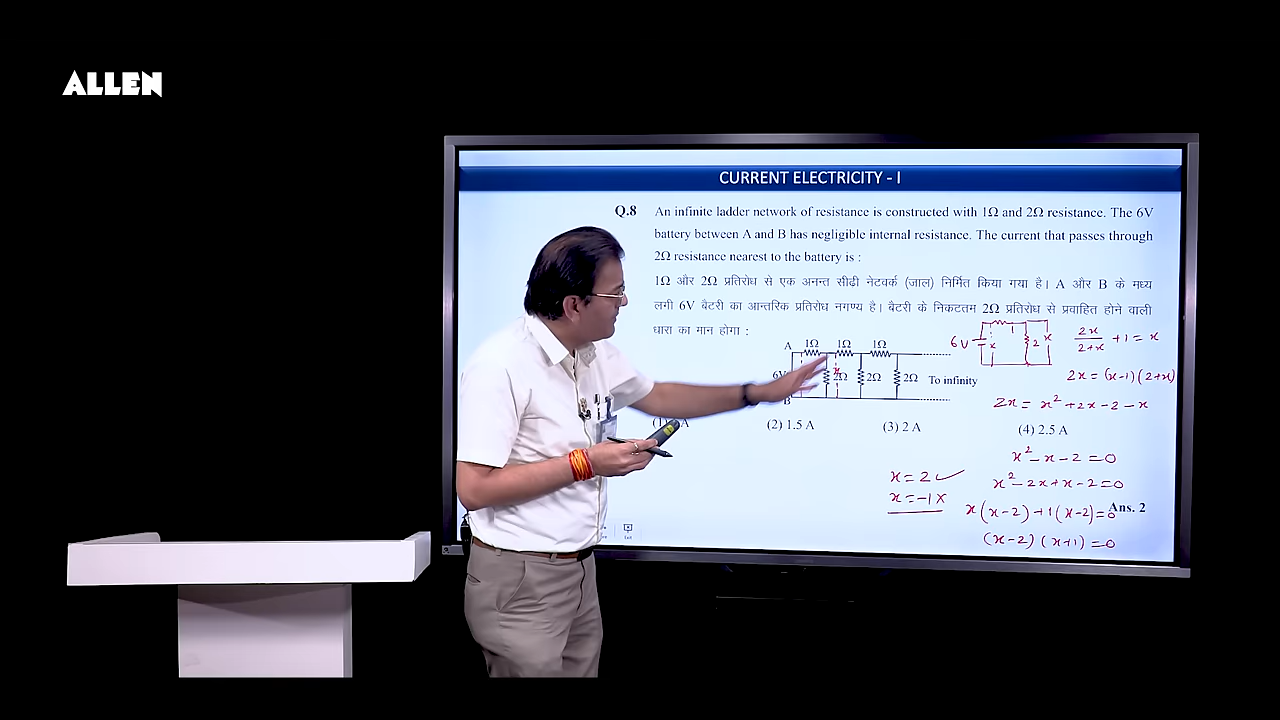 ALLEN
CURRENT ELECTRICITY - I
Q.8 An infinite ladder network of resistance is constructed with 1Ω and 2Ω resistance. The 6V
battery between A and B has negligible internal resistance. The current that passes through
2Ω resistance nearest to the battery is :
1Ω और 2Ω प्रतिरोध से एक अनन्त सीढी नेटवर्क (जाल) निर्मित किया गया है। A और B के मध्य
लगी 6V बैटरी का आन्तरिक प्रतिरोध नगण्य है। बैटरी के निकटतम 2Ω प्रतिरोध से प्रवाहित होने वाली
धारा का मान होगा :
A 1Ω 1Ω 1Ω
6V 2Ω 2Ω 2Ω To infinity
B
6V x 1 2 x
2x/2+x + 1 = x
2x = (x-1)(2+x)
2x = x² + 2x - 2 - x
(2) 1.5 A (3) 2 A (4) 2.5 A
x² - x - 2 = 0
x² - 2x + x - 2 = 0
x(x-2) + 1(x-2) = 0
(x-2)(x+1) = 0
x = 2 ✓
x = -1 x
Ans. 2
Exit